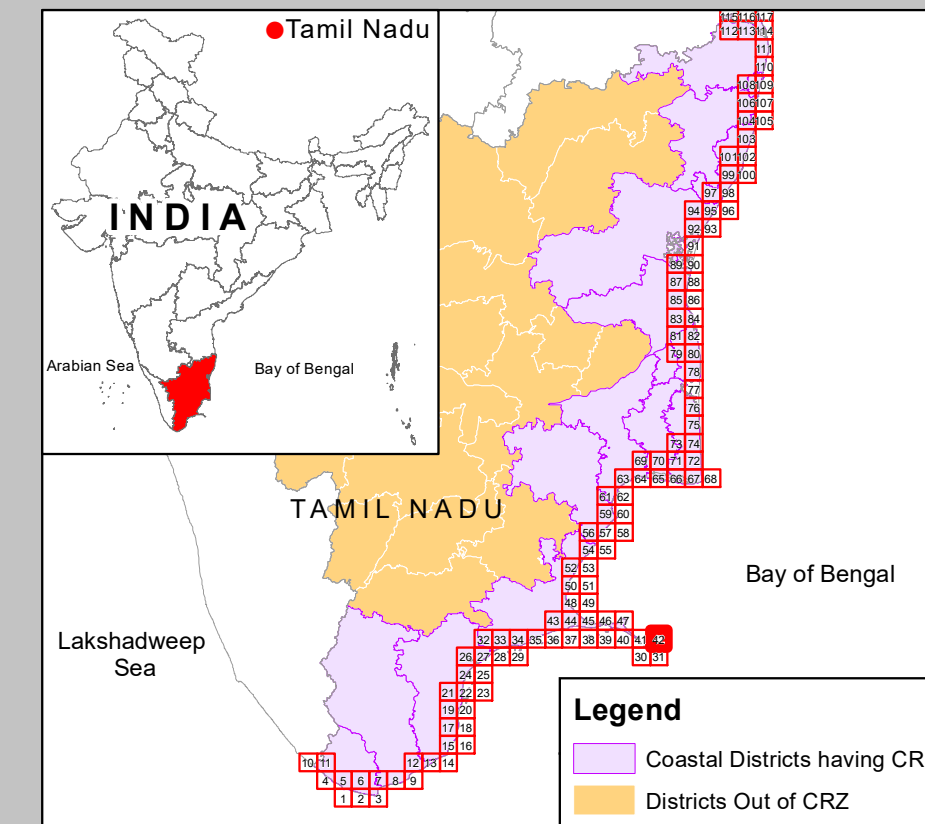 Tamil Nadu
INDIA
Arabian Sea
Bay of Bengal
115 116 117
112 113 114
111
110
108 109
106 107
104 105
103
101 102
99 100
97 98
94 95 96
92 93
91
89 90
87 88
85 86
83 84
81 82
79 80
78
77
76
75
73 74
69 70 71 72
63 64 65 66 67 68
61 62
TAMIL NADU
59 60
56 57 58
54 55
52 53
Bay of Bengal
50 51
48 49
43 44 45 46 47
Lakshadweep
Sea
32 33 34 35 36 37 38 39 40 41 42
26 27 28 29 30 31
24 25
21 22 23
19 20
17 18
15 16
10 11 12 13 14
4 5 6 7 8 9
1 2 3
Legend
Coastal Districts having CR
Districts Out of CRZ